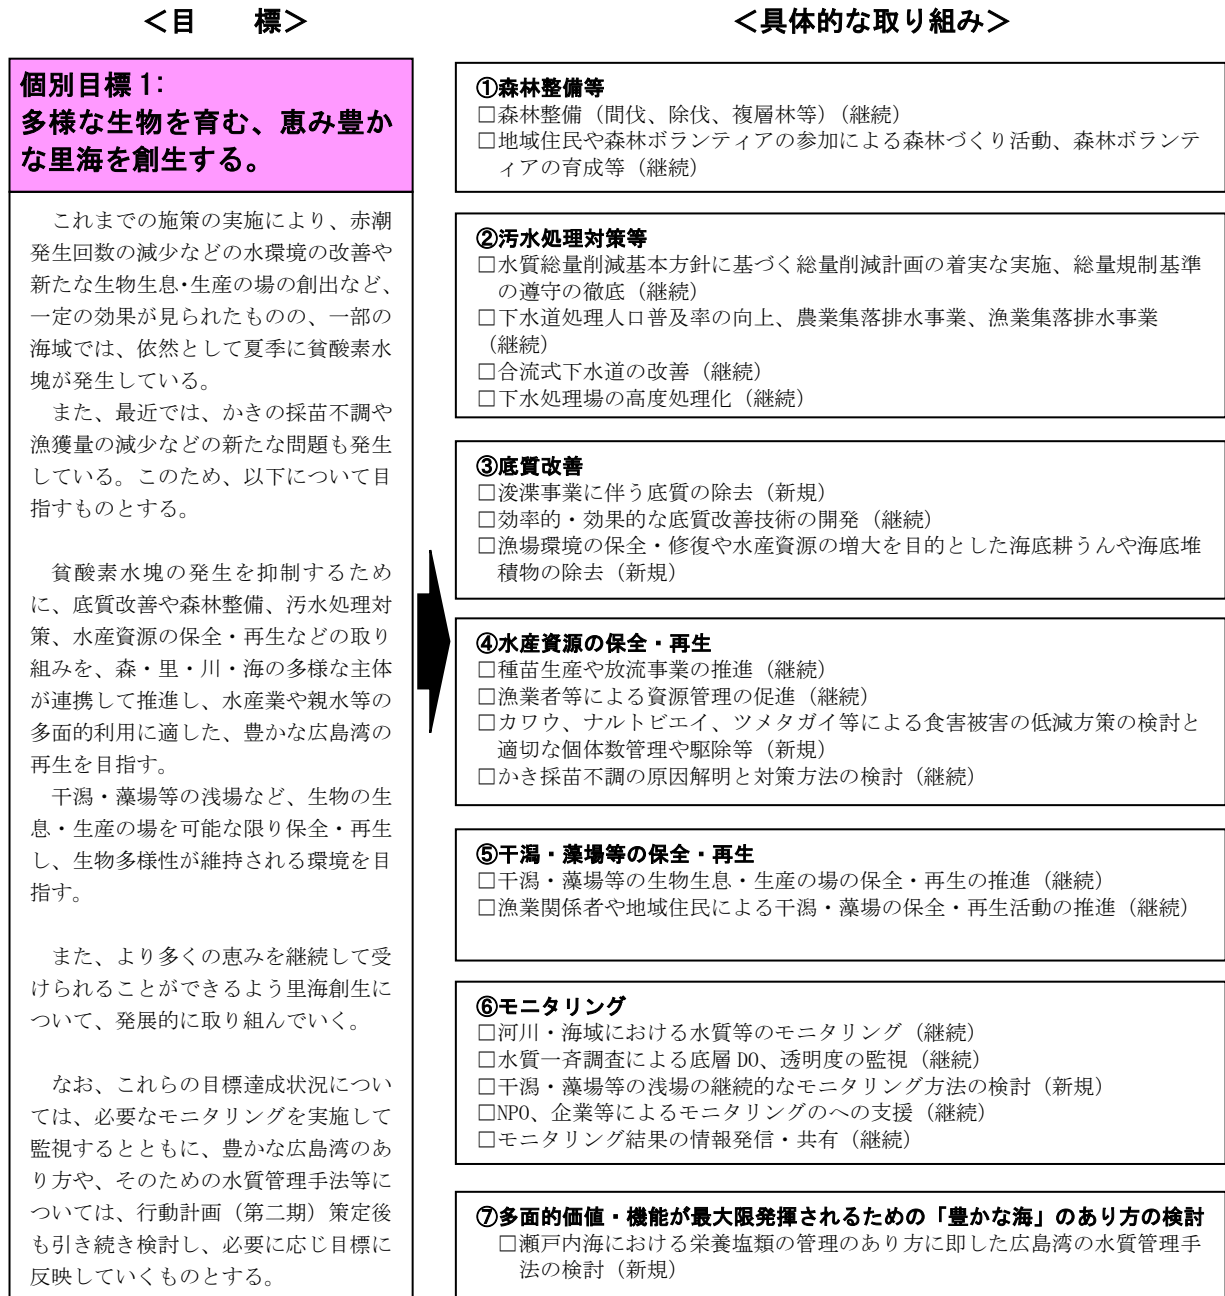 ＜目　　標＞
＜具体的な取り組み＞
個別目標1:
多様な生物を育む、恵み豊か
な里海を創生する。
これまでの施策の実施により、赤潮
発生回数の減少などの水環境の改善や
新たな生物生息・生産の場の創出など、
一定の効果が見られたものの、一部の
海域では、依然として夏季に貧酸素水
塊が発生している。
また、最近では、かきの採苗不調や
漁獲量の減少などの新たな問題も発生
している。このため、以下について目
指すものとする。
貧酸素水塊の発生を抑制するため
に、底質改善や森林整備、汚水処理対
策、水産資源の保全・再生などの取り
組みを、森・里・川・海の多様な主体
が連携して推進し、水産業や親水等の
多面的利用に適した、豊かな広島湾の
再生を目指す。
干潟・藻場等の浅場など、生物の生
息・生産の場を可能な限り保全・再生
し、生物多様性が維持される環境を目
指す。
また、より多くの恵みを継続して受
けられることができるよう里海創生に
ついて、発展的に取り組んでいく。
なお、これらの目標達成状況につい
ては、必要なモニタリングを実施して
監視するとともに、豊かな広島湾のあ
り方や、そのための水質管理手法等に
ついては、行動計画（第二期）策定後
も引き続き検討し、必要に応じ目標に
反映していくものとする。
①森林整備等
□森林整備（間伐、除伐、複層林等）（継続）
□地域住民や森林ボランティアの参加による森林づくり活動、森林ボランテ
ィアの育成等（継続）
②汚水処理対策等
□水質総量削減基本方針に基づく総量削減計画の着実な実施、総量規制基準
の遵守の徹底（継続）
□下水道処理人口普及率の向上、農業集落排水事業、漁業集落排水事業
（継続）
□合流式下水道の改善（継続）
□下水処理場の高度処理化（継続）
③底質改善
□浚渫事業に伴う底質の除去（新規）
□効率的・効果的な底質改善技術の開発（継続）
□漁場環境の保全・修復や水産資源の増大を目的とした海底耕うんや海底堆
積物の除去（新規）
④水産資源の保全・再生
□種苗生産や放流事業の推進（継続）
□漁業者等による資源管理の促進（継続）
□カワウ、ナルトビエイ、ツメタガイ等による食害被害の低減方策の検討と
適切な個体数管理や駆除等（新規）
□かき採苗不調の原因解明と対策方法の検討（継続）
⑤干潟・藻場等の保全・再生
□干潟・藻場等の生物生息・生産の場の保全・再生の推進（継続）
□漁業関係者や地域住民による干潟・藻場の保全・再生活動の推進（継続）
⑥モニタリング
□河川・海域における水質等のモニタリング（継続）
□水質一斉調査による底層 DO、透明度の監視（継続）
□干潟・藻場等の浅場の継続的なモニタリング方法の検討（新規）
□NPO、企業等によるモニタリングのへの支援（継続）
□モニタリング結果の情報発信・共有（継続）
⑦多面的価値・機能が最大限発揮されるための「豊かな海」のあり方の検討
□瀬戸内海における栄養塩類の管理のあり方に即した広島湾の水質管理手
法の検討（新規）